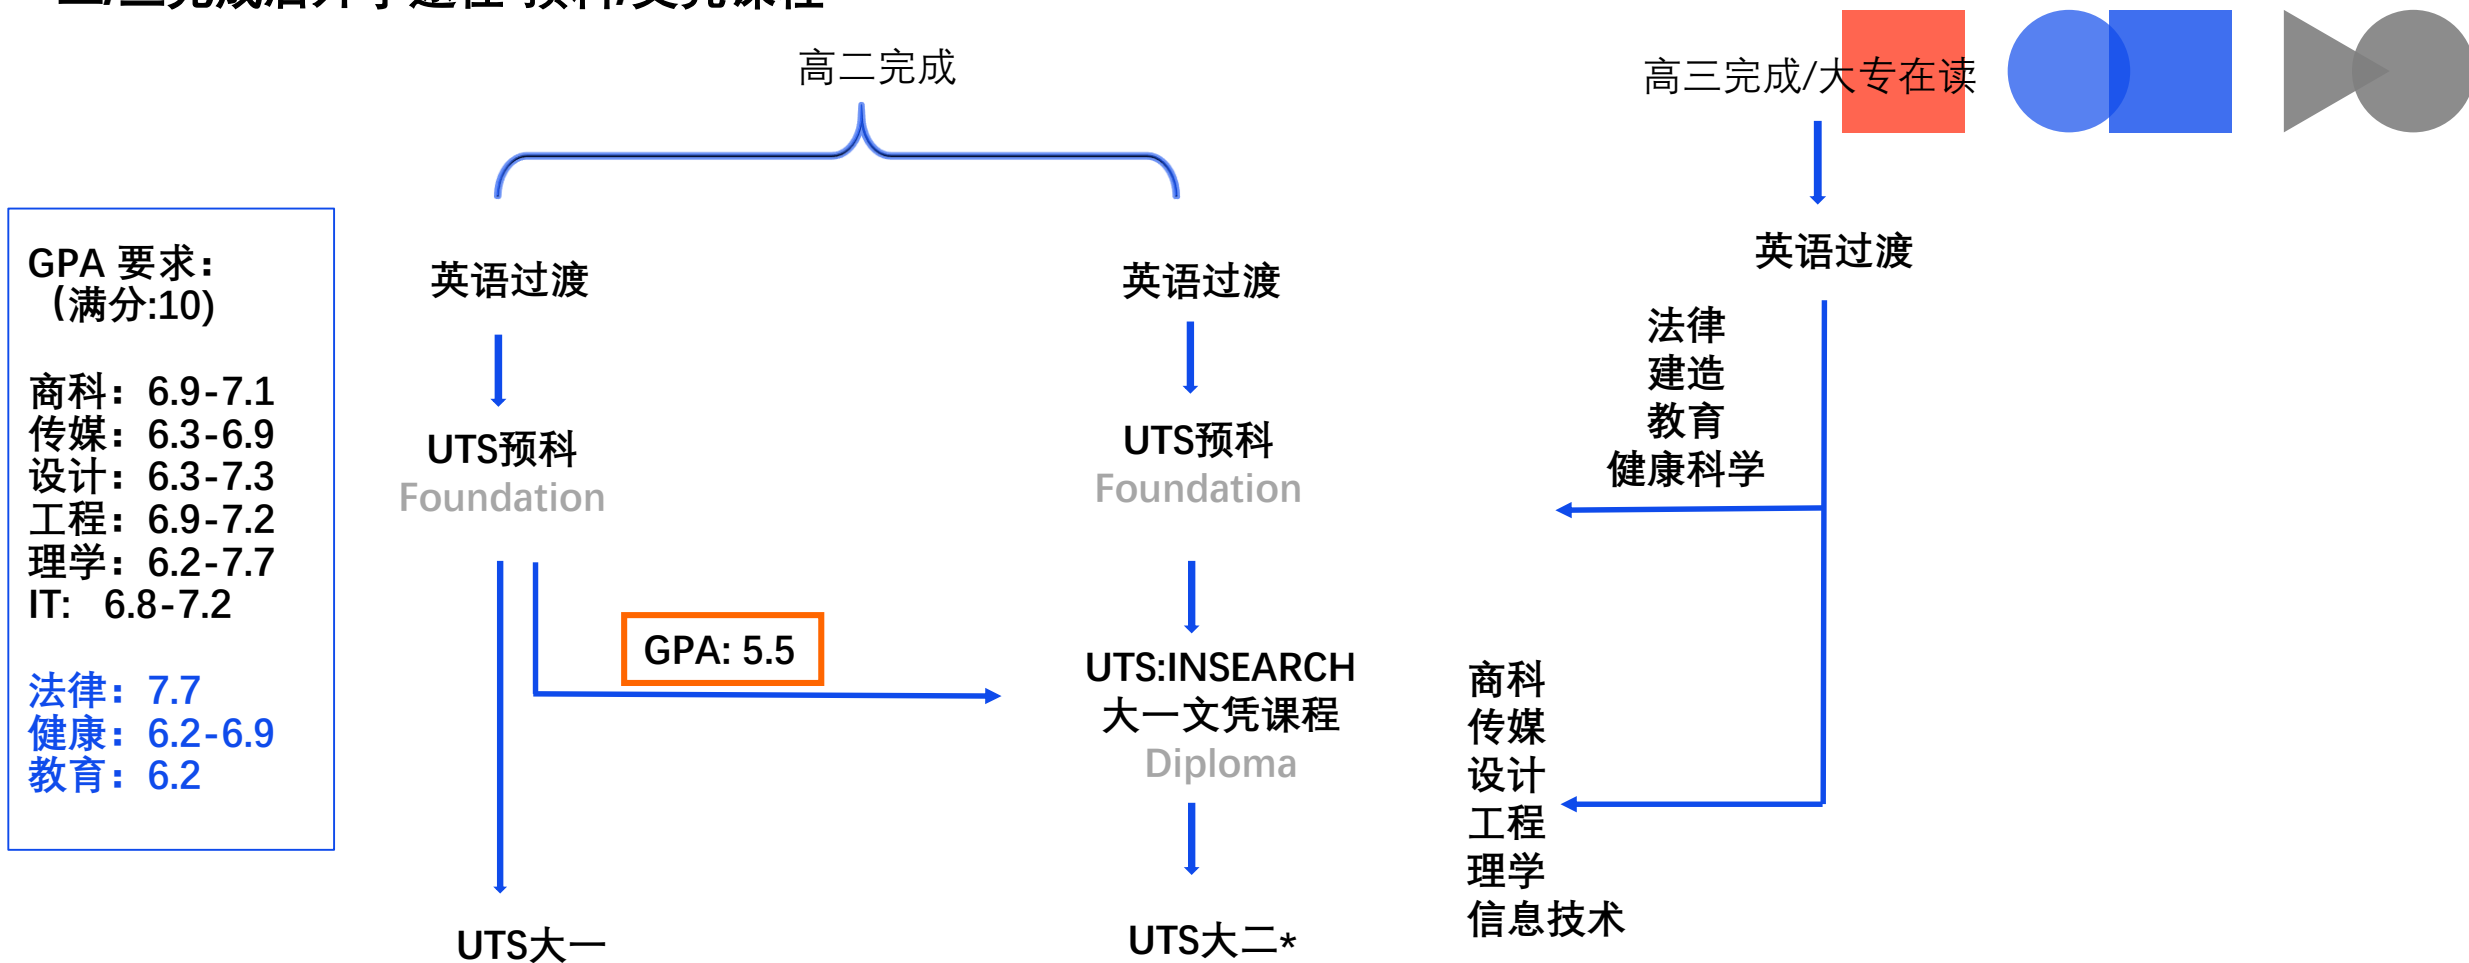 高二完成
高三完成/大专在读
GPA 要求：
（满分:10)
商科：6.9-7.1
传媒：6.3-6.9
设计：6.3-7.3
工程：6.9-7.2
理学：6.2-7.7
IT: 6.8-7.2
法律：7.7
健康：6.2-6.9
教育：6.2
英语过渡
UTS预科
Foundation
GPA: 5.5
UTS大一
英语过渡
UTS预科
Foundation
UTS:INSEARCH
大一文凭课程
Diploma
UTS大二*
英语过渡
法律
建造
教育
健康科学
商科
传媒
设计
工程
理学
信息技术